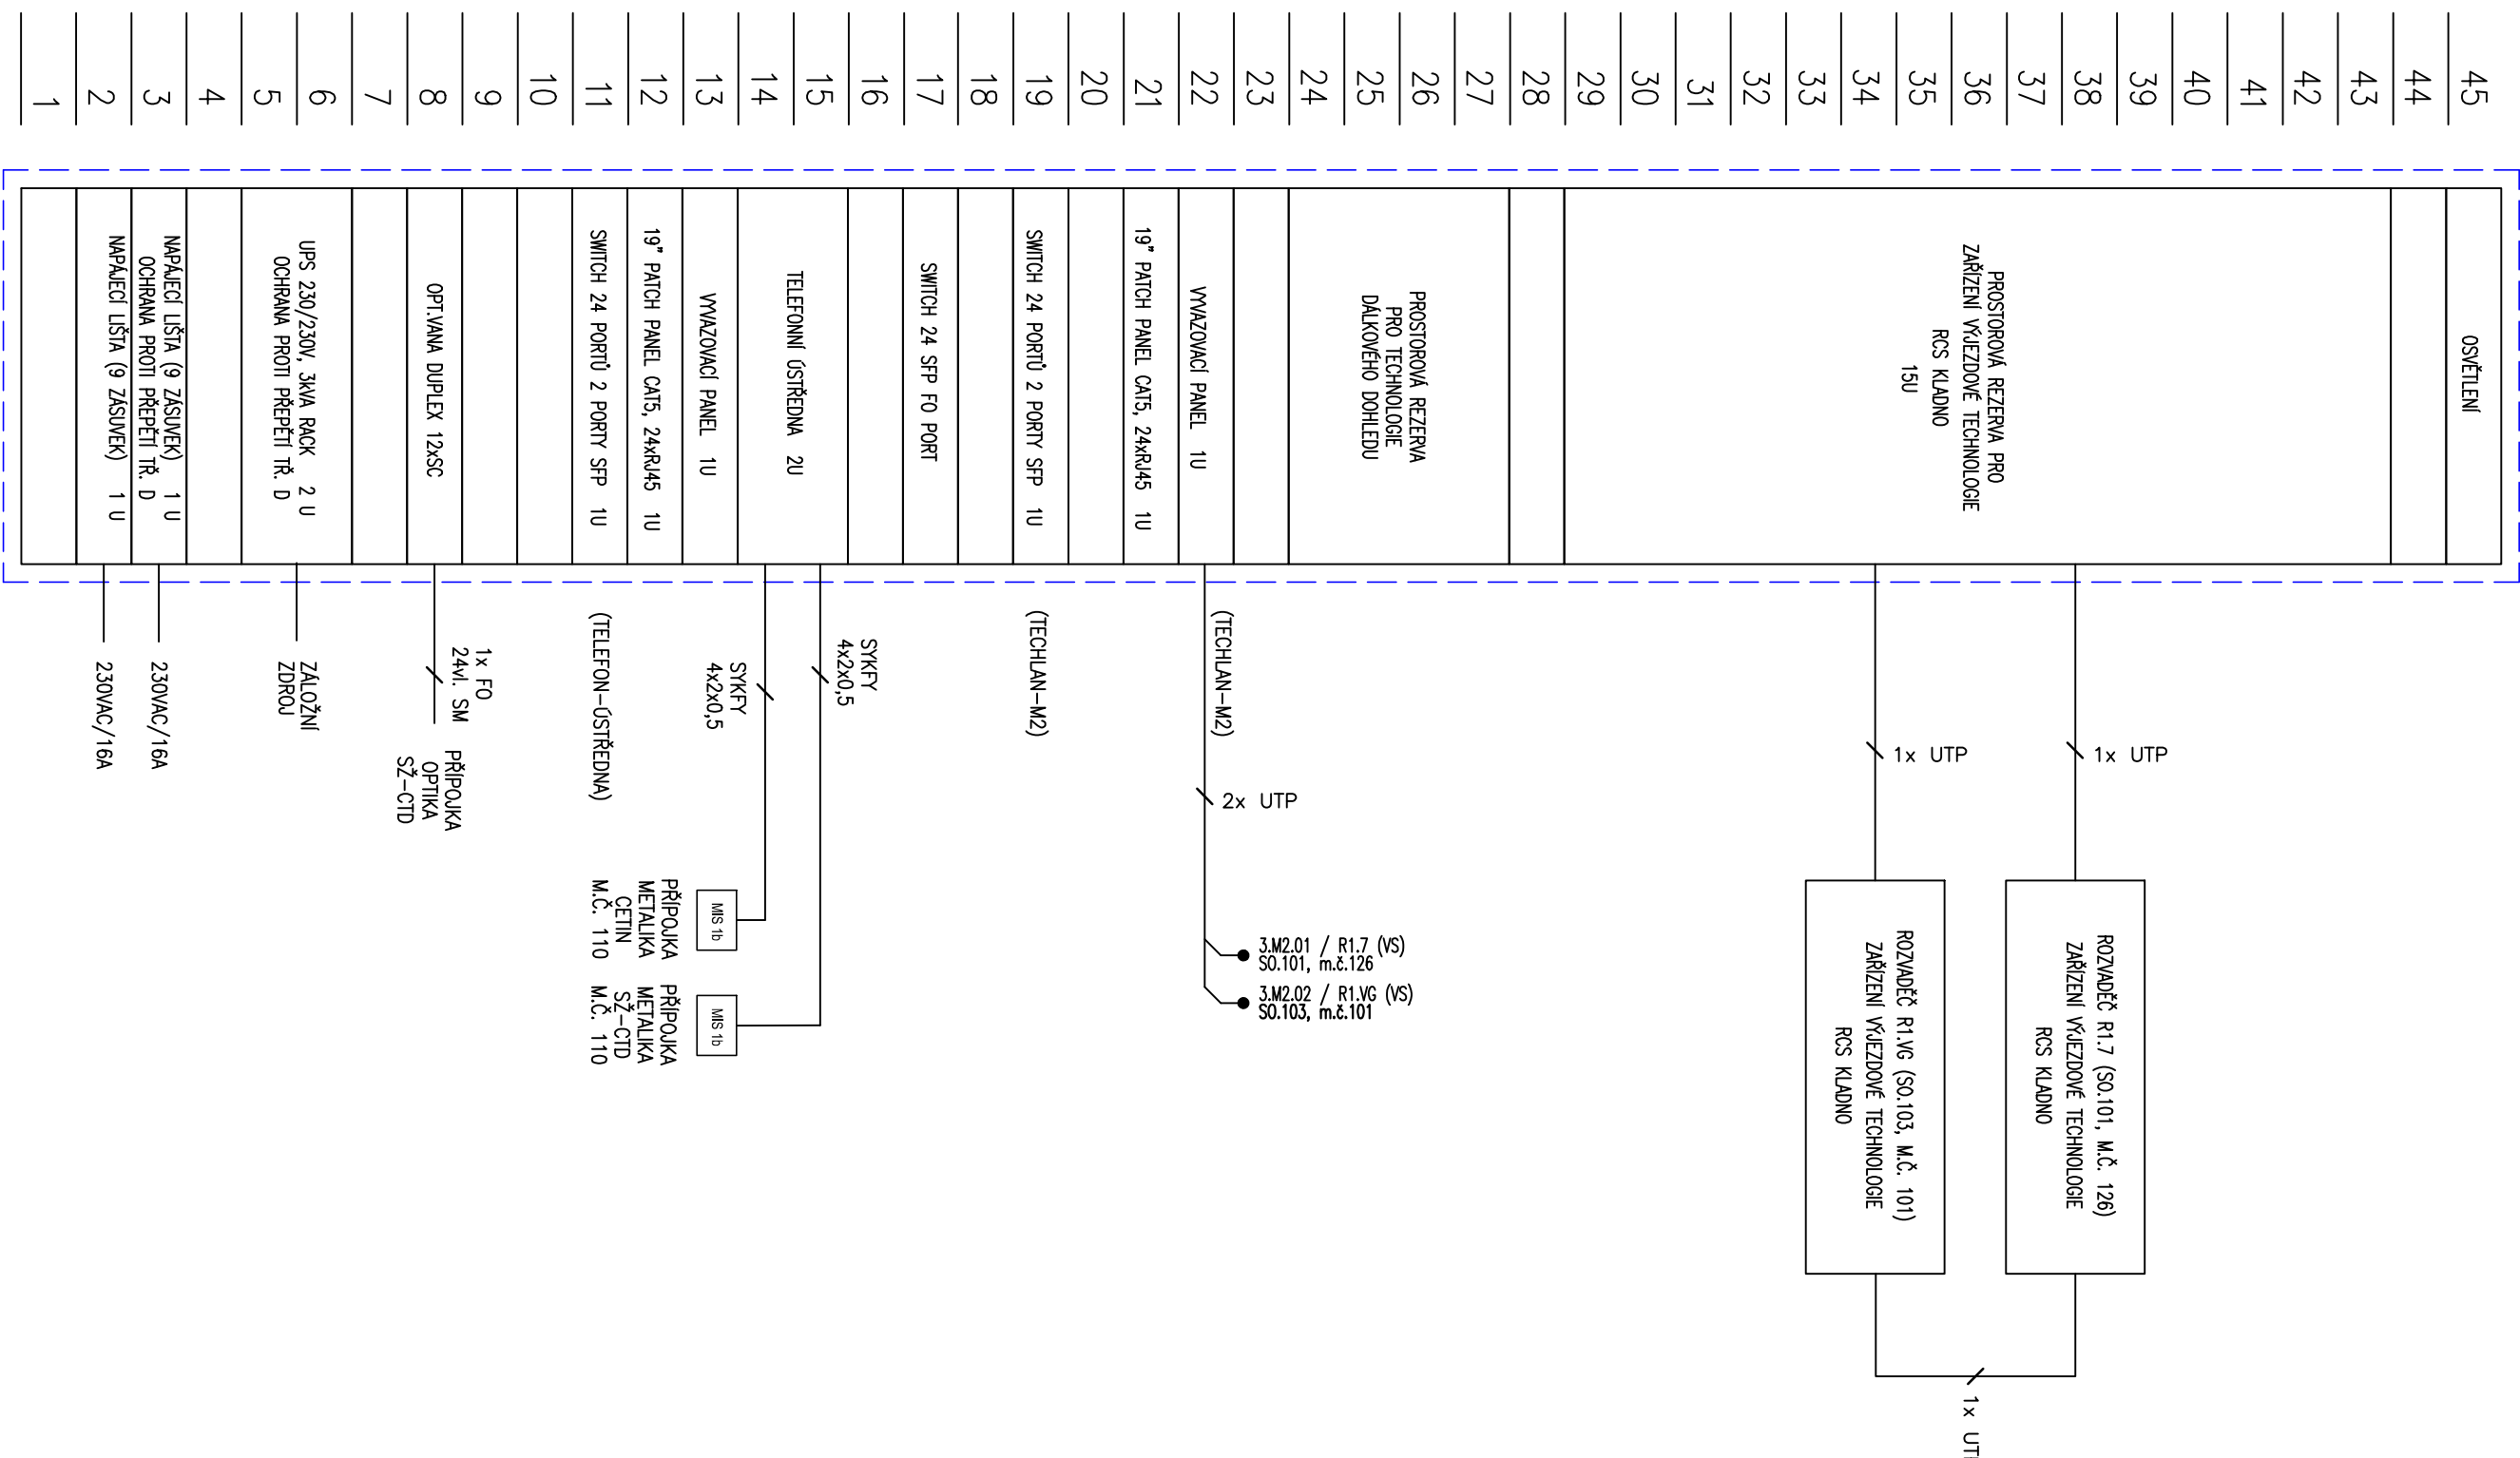 45
44
43
42
41
40
39
38
37
36
35
34
33
32
31
30
29
28
27
26
25
24
23
22
21
20
19
18
17
16
15
14
13
12
11
10
9
8
7
6
5
4
3
2
1
OSVĚTLENÍ
PROSTOROVÁ REZERVA PRO
ZAŘÍZENÍ VÝJEZDOVÉ TECHNOLOGIE
RCS KLADNO
15U
PROSTOROVÁ REZERVA
PRO TECHNOLOGIE
DÁLKOVÉHO DOHLEDU
VYVAZOVACÍ PANEL 1U
19" PATCH PANEL CAT5, 24xRJ45 1U
SWITCH 24 PORTŮ 2 PORTY SFP 1U
SWITCH 24 SFP FO PORT
TELEFONNÍ ÚSTŘEDNA 2U
VYVAZOVACÍ PANEL 1U
19" PATCH PANEL CAT5, 24xRJ45 1U
SWITCH 24 PORTŮ 2 PORTY SFP 1U
OPT.VANA DUPLEX 12xSC
UPS 230/230V, 3kVA RACK 2 U
OCHRANA PROTI PŘEPĚTÍ TŘ. D
NAPÁJECÍ LIŠTA (9 ZÁSUVEK) 1 U
OCHRANA PROTI PŘEPĚTÍ TŘ. D
NAPÁJECÍ LIŠTA (9 ZÁSUVEK) 1 U
1x UTP
1x UTP
ROZVADĚČ R1.7 (SO.101, M.Č. 126)
ZAŘÍZENÍ VÝJEZDOVÉ TECHNOLOGIE
RCS KLADNO
ROZVADĚČ R1.VG (SO.103, M.Č. 101)
ZAŘÍZENÍ VÝJEZDOVÉ TECHNOLOGIE
RCS KLADNO
1x UT
(TECHLAN-M2)
2x UTP
3.M2.01 / R1.7 (VS)
SO.101, m.č.126
3.M2.02 / R1.VG (VS)
SO.103, m.č.101
(TECHLAN-M2)
SYKFY
4x2x0,5
SYKFY
4x2x0,5
(TELEFON-ÚSTŘEDNA)
MIS 1b
PŘÍPOJKA
METALIKA
CETIN
M.Č. 110
MIS 1b
PŘÍPOJKA
METALIKA
SŽ-CTD
M.Č. 110
1x FO
24vl. SM
PŘÍPOJKA
OPTIKA
SŽ-CTD
ZÁLOŽNÍ
ZDROJ
230VAC/16A
230VAC/16A